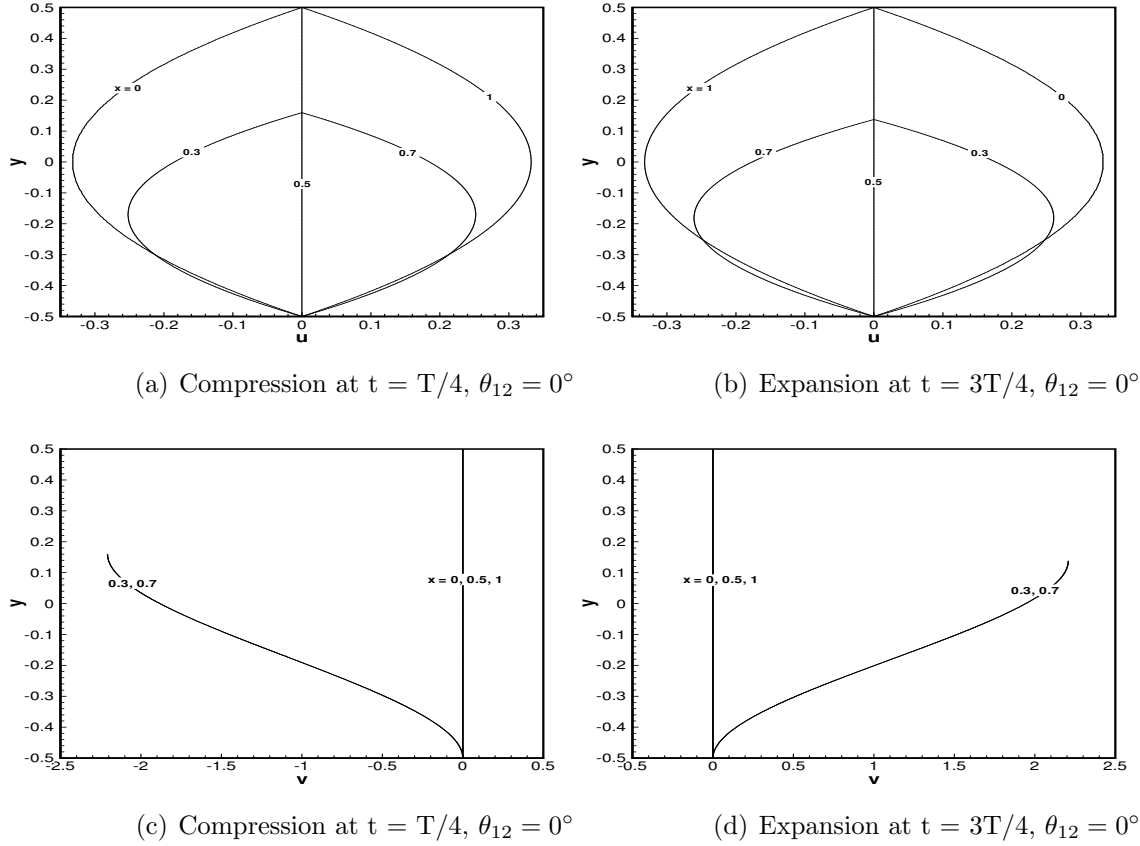 0.5 0.5
0.4 0.4
0.3 0.3
x = 0 x = 1
0.2 1 0.2 0
0.1 0.1
0.3 0.7 0.7 0.3
y 0 y 0
0.5 0.5
-0.1 -0.1
-0.2 -0.2
-0.3 -0.3
-0.4 -0.4
-0.5 -0.5
-0.3 -0.2 -0.1 0 0.1 0.2 0.3 -0.3 -0.2 -0.1 0 0.1 0.2 0.3
u u
(a) Compression at t = T/4, θ₁₂ = 0° (b) Expansion at t = 3T/4, θ₁₂ = 0°
0.5 0.5
0.4 0.4
0.3 0.3
0.2 0.2
0.1 0.1
0.3, 0.7 x = 0, 0.5, 1 x = 0, 0.5, 1 0.3, 0.7
y 0 y 0
-0.1 -0.1
-0.2 -0.2
-0.3 -0.3
-0.4 -0.4
-0.5 -0.5
-2.5 -2 -1.5 -1 -0.5 0 0.5 -0.5 0 0.5 1 1.5 2 2.5
v v
(c) Compression at t = T/4, θ₁₂ = 0° (d) Expansion at t = 3T/4, θ₁₂ = 0°